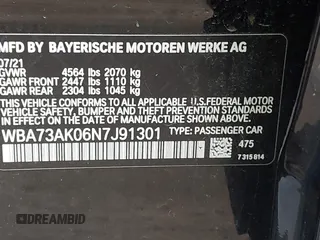 MFD BY BAYERISCHE MOTOREN WERKE AG
07/21
GVWR 4564 lbs 2070 kg
GAWR FRONT 2447 lbs 1110 kg
GAWR REAR 2304 lbs 1045 kg
THIS VEHICLE CONFORMS TO ALL APPLICABLE
FEDERAL MOTOR VEHICLE SAFETY, BUMPER
AND THEFT PREVENTION STANDARDS IN EFFECT
ON THE DATE OF MANUFACTURE SHOWN ABOVE.
WBA73AK06N7J91301 TYPE: PASSENGER CAR
475
7 315 614
DREAMBID